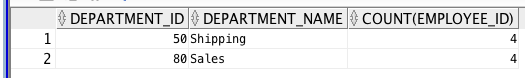 DEPARTMENT_ID DEPARTMENT_NAME COUNT(EMPLOYEE_ID)
1 50 Shipping 4
2 80 Sales 4